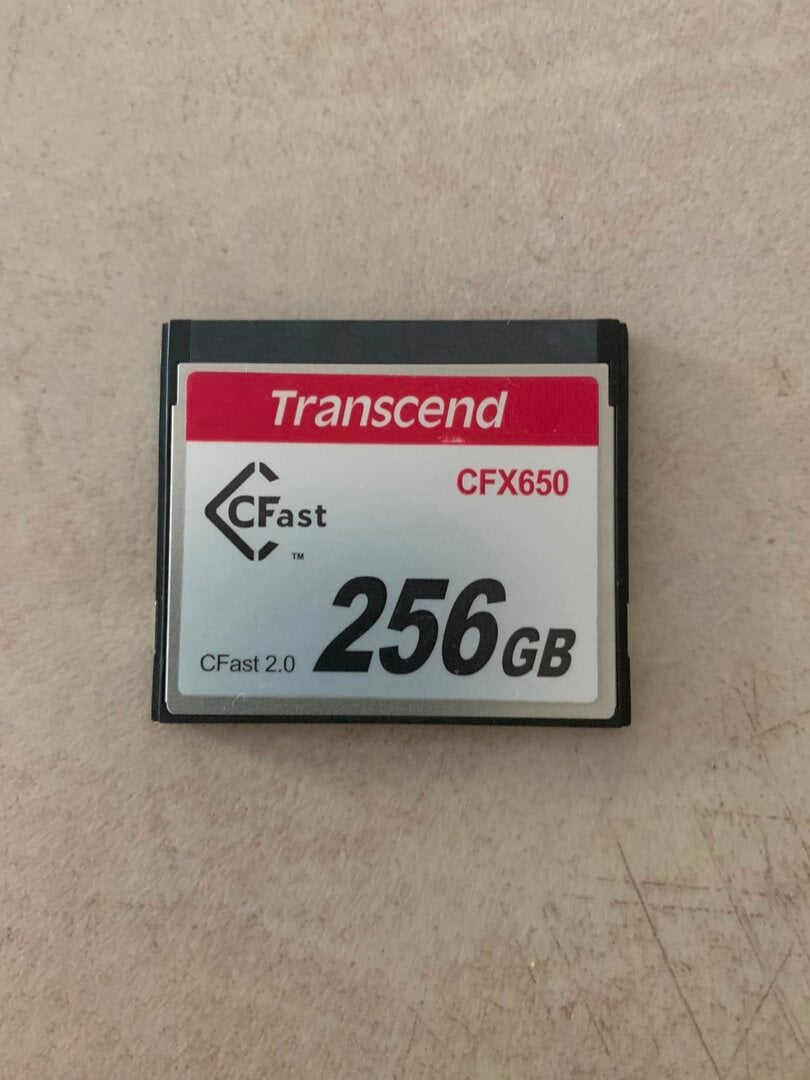 Transcend
CFX650
CFast
TM
256GB
CFast 2.0